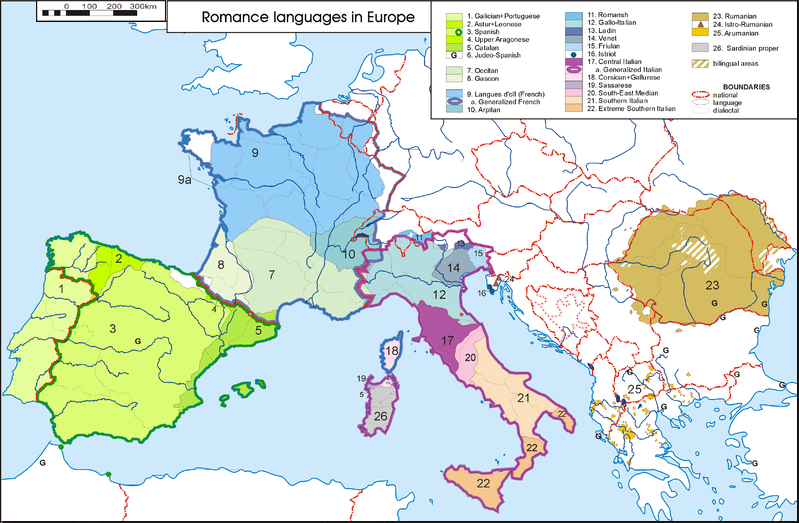 0 100 200 300km
Romance languages in Europe
1. Galician+Portuguese
2. Astur+Leonese
3. Spanish
4. Upper Aragonese
5. Catalan
G Judeo-Spanish
7. Occitan
8. Gascon
9. Langues d'oïl (French)
a. Generalized French
10. Arpitan
11. Romansh
12. Gallo-Italian
13. Ladin
14. Venet
15. Friulan
16. Istriot
17. Central Italian
a. Generalized Italian
18. Corsican+Gallurese
19. Sassarese
20. South-East Median
21. Southern Italian
22. Extreme Southern Italian
23. Rumanian
24. Istro-Rumanian
25. Arumanian
26. Sardinian proper
bilingual areas
BOUNDARIES
national
language
dialectal
9
9a
10
11
13
15
14
12
16
24
8
7
2
1
3
G
4
5
17
18
20
19
5
26
21
22
22
22
23
G
G
G
25
G
G
G
G